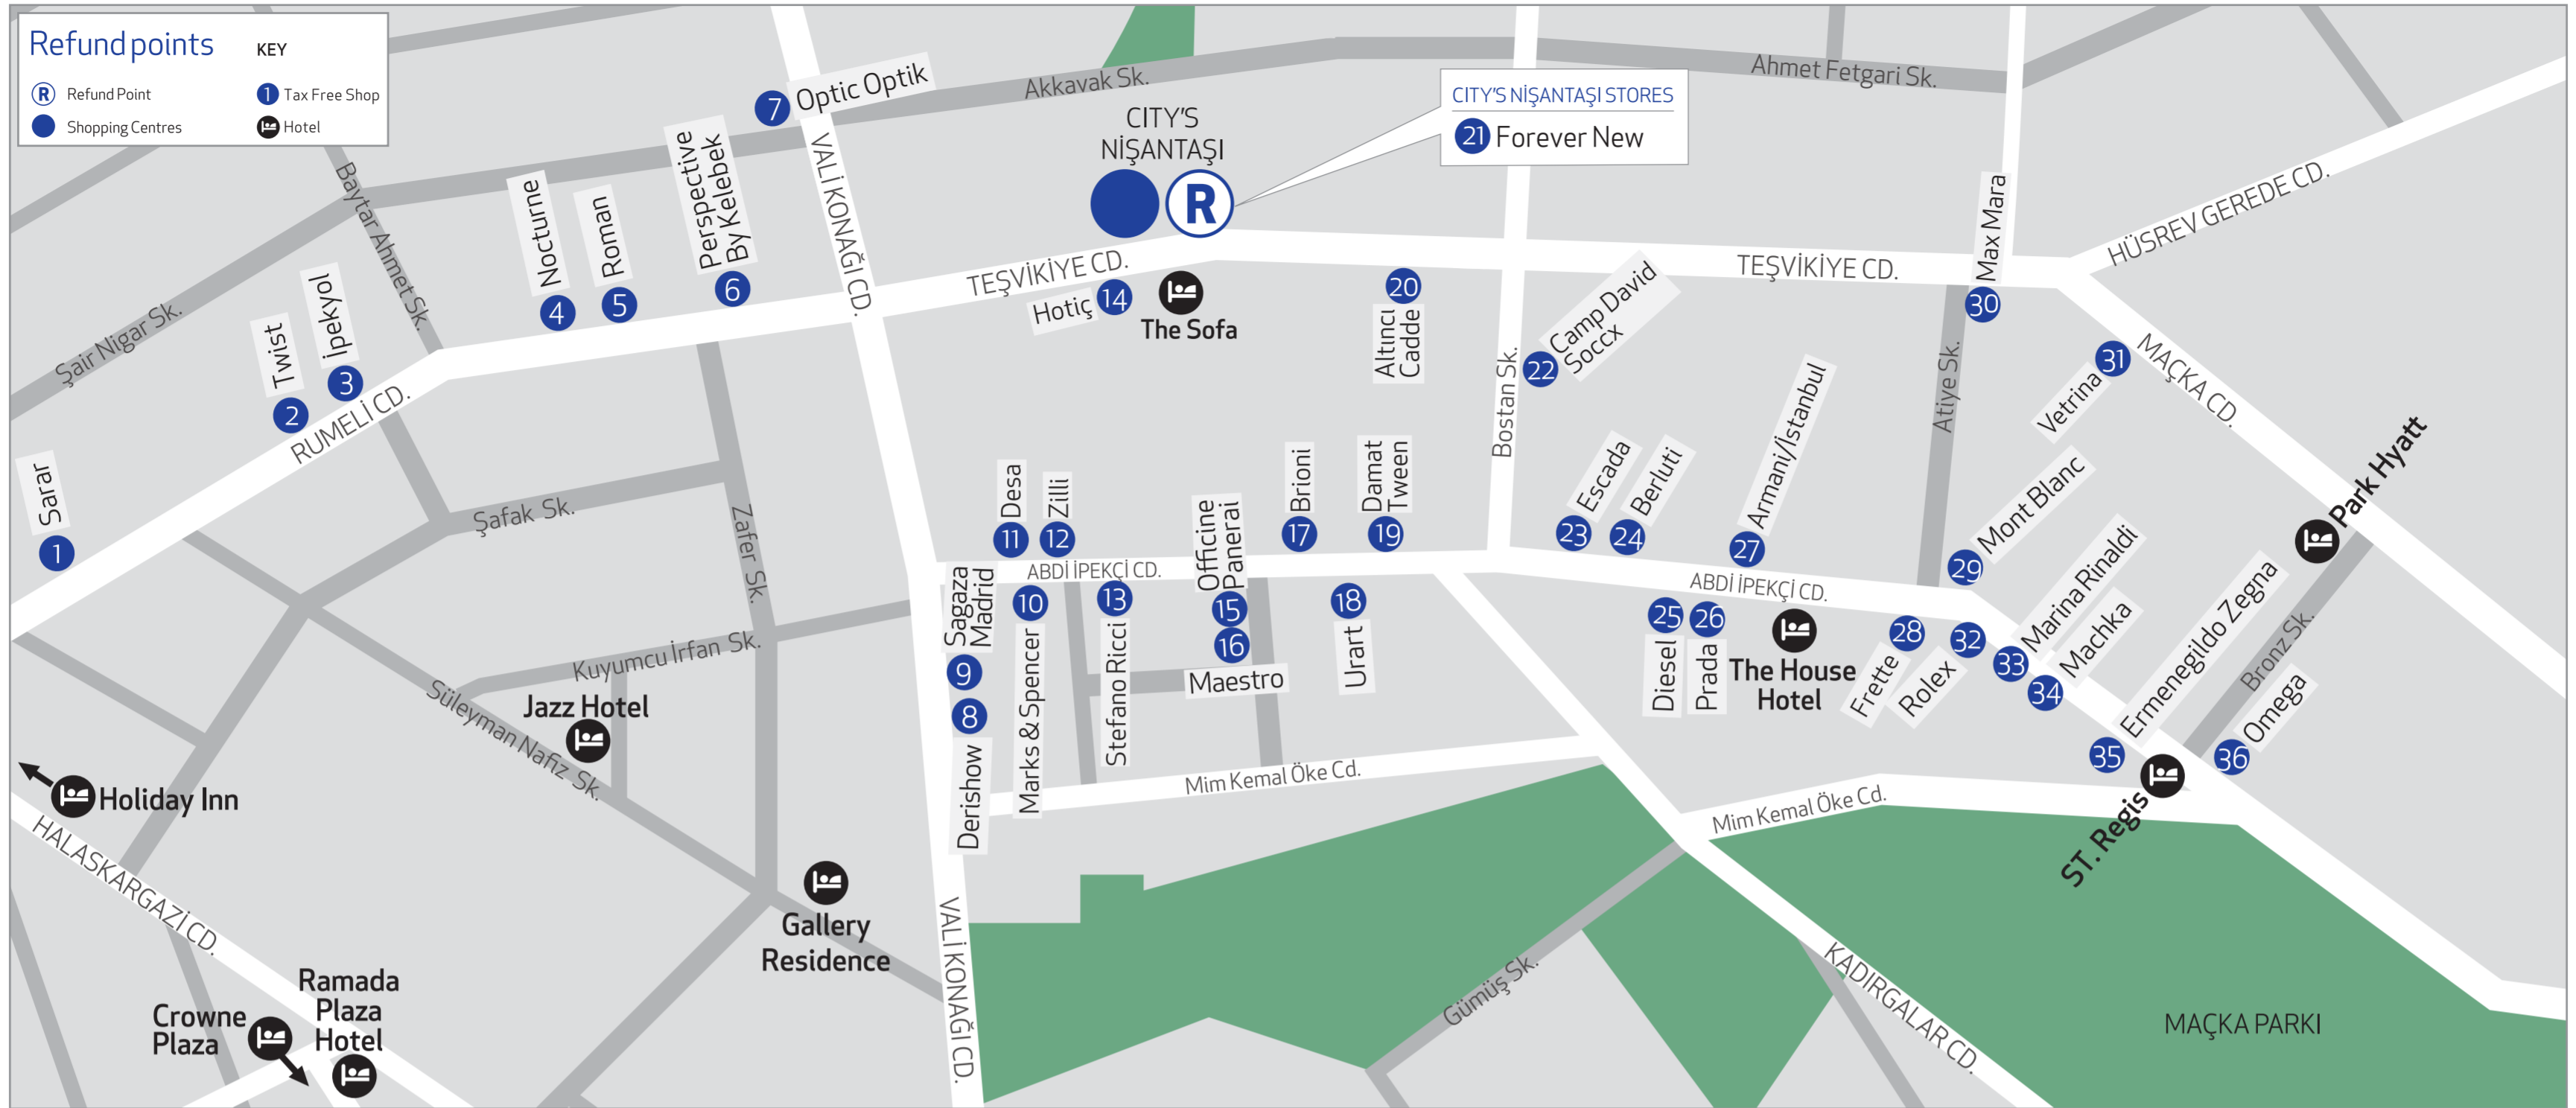 Refund points
KEY
R Refund Point
1 Tax Free Shop
Shopping Centres
Hotel
7 Optic Optik
Akkavak Sk.
Ahmet Fetgari Sk.
CITY'S
NİŞANTAŞI
R
CITY'S NİŞANTAŞI STORES
21 Forever New
Baytar Ahmet Sk.
Şair Nigar Sk.
VALİ KONAĞI CD.
Nocturne
4
Roman
5
Perspective
By Kelebek
6
Twist
2
İpekyol
3
RUMELİ CD.
Sarar
1
TEŞVİKİYE CD.
Hotiç 14
The Sofa
20
Altıncı
Cadde
TEŞVİKİYE CD.
Max Mara
30
HÜSREV GEREDE CD.
Bostan Sk.
22 Camp David
Soccx
Atiye Sk.
31
Vetrina
MAÇKA CD.
Park Hyatt
Şafak Sk.
Zafer Sk.
Desa
11
Zilli
12
Officine
Panerai
15
16
Maestro
Brioni
17
Damat
Tween
19
Escada
23
Berluti
24
Armani/İstanbul
27
Mont Blanc
29
ABDİ İPEKÇİ CD.
ABDİ İPEKÇİ CD.
Sagaza
Madrid
9
8
Derishow
10
Marks & Spencer
13
Stefano Ricci
18
Urart
25
Diesel
26
Prada
The House
Hotel
28
Frette
32
Rolex
33 Marina Rinaldi
34 Machka
35 Ermenegildo Zegna
Bronz Sk.
36 Omega
ST. Regis
Kuyumcu İrfan Sk.
Jazz Hotel
Süleyman Nafiz Sk.
Mim Kemal Öke Cd.
Mim Kemal Öke Cd.
Holiday Inn
HALASKARGAZİ CD.
Gallery
Residence
VALİ KONAĞI CD.
Gümüş Sk.
KADIRGALAR CD.
MAÇKA PARKI
Crowne
Plaza
Ramada
Plaza
Hotel